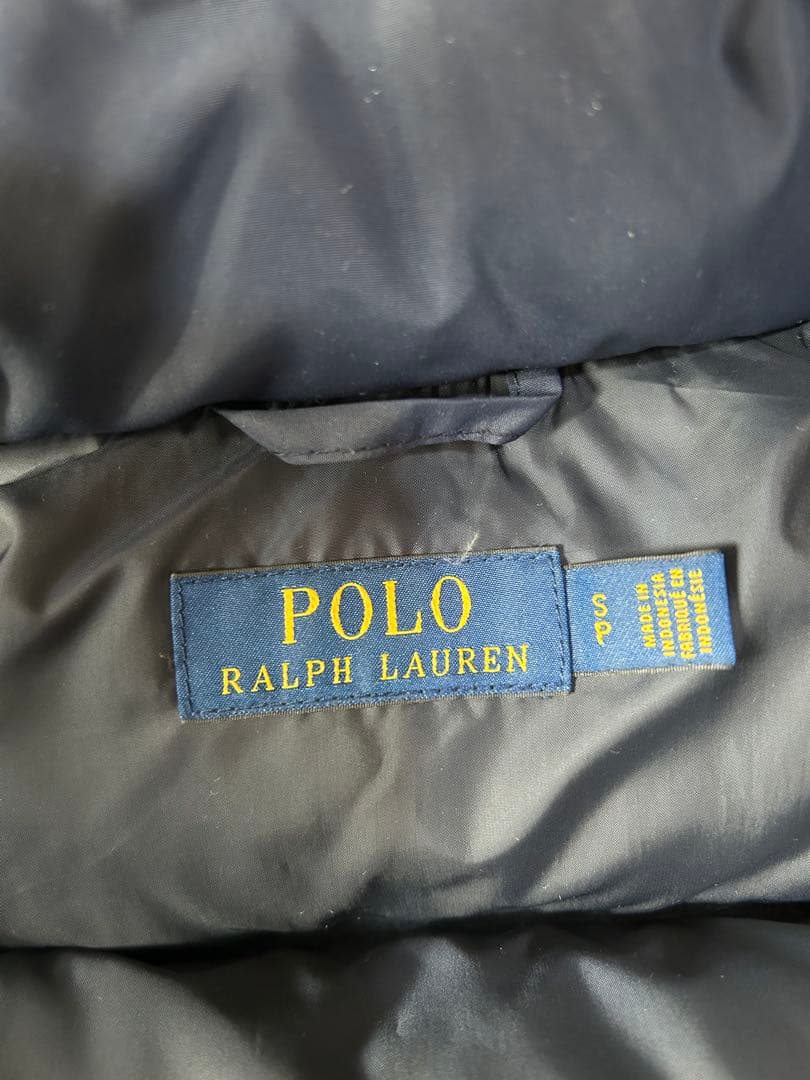 POLO
RALPH LAUREN
S
P
MADE IN
INDONESIA
FABRIQUÉ EN
INDONÉSIE